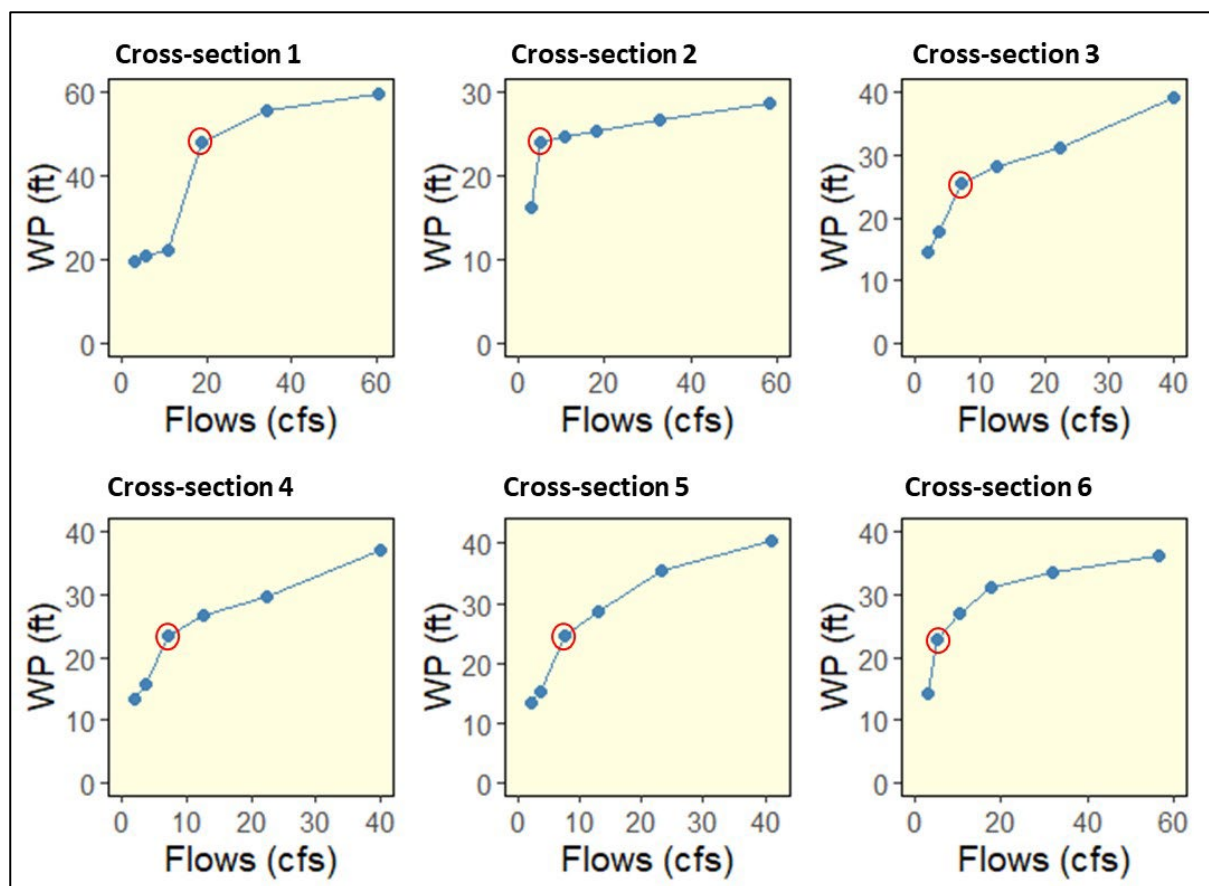 Cross-section 1
60
40
20
0
WP (ft)
0 20 40 60
Flows (cfs)
Cross-section 2
30
20
10
0
WP (ft)
0 20 40 60
Flows (cfs)
Cross-section 3
40
30
20
10
0
WP (ft)
0 10 20 30 40
Flows (cfs)
Cross-section 4
40
30
20
10
0
WP (ft)
0 10 20 30 40
Flows (cfs)
Cross-section 5
40
30
20
10
0
WP (ft)
0 10 20 30 40
Flows (cfs)
Cross-section 6
40
30
20
10
0
WP (ft)
0 20 40 60
Flows (cfs)